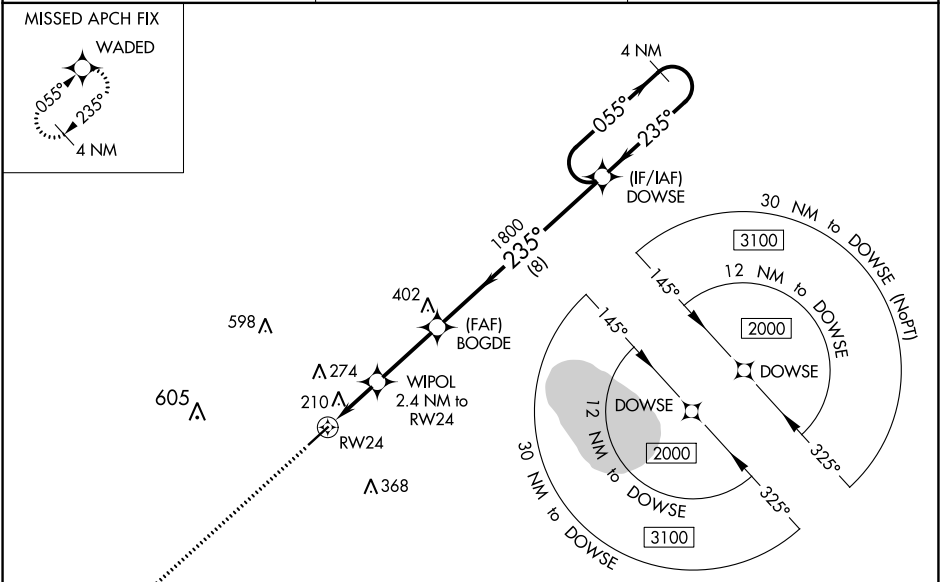 MISSED APCH FIX
WADED
055°
235°
4 NM
4 NM
055°
235°
(IF/IAF)
DOWSE
1800
235°
(8)
402
(FAF)
BOGDE
598
274
WIPOL
2.4 NM to
RW24
605
210
RW24
368
30 NM to DOWSE (NoPT)
3100
145°
12 NM to DOWSE
2000
DOWSE
325°
145°
DOWSE
12 NM to DOWSE
2000
325°
30 NM to DOWSE
3100